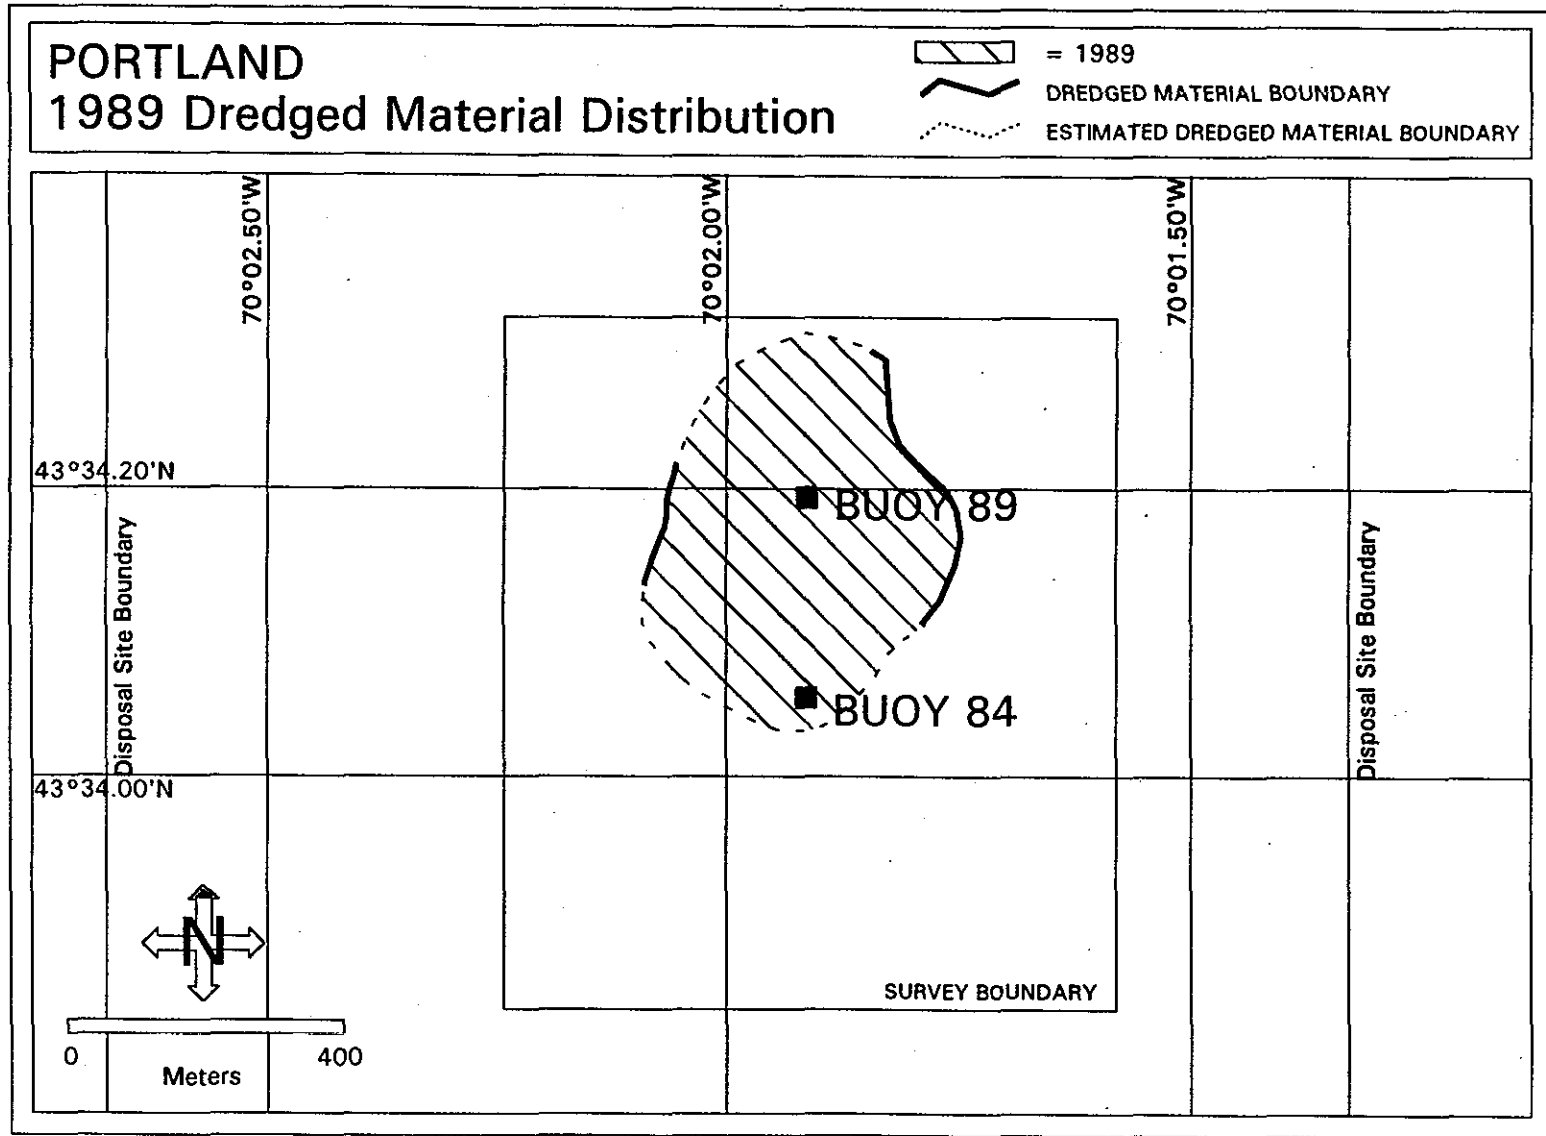 PORTLAND
1989 Dredged Material Distribution
= 1989
DREDGED MATERIAL BOUNDARY
ESTIMATED DREDGED MATERIAL BOUNDARY
70°02.50'W
70°02.00'W
70°01.50'W
43°34.20'N
BUOY 89
Disposal Site Boundary
Disposal Site Boundary
BUOY 84
43°34.00'N
N
SURVEY BOUNDARY
0 400
Meters